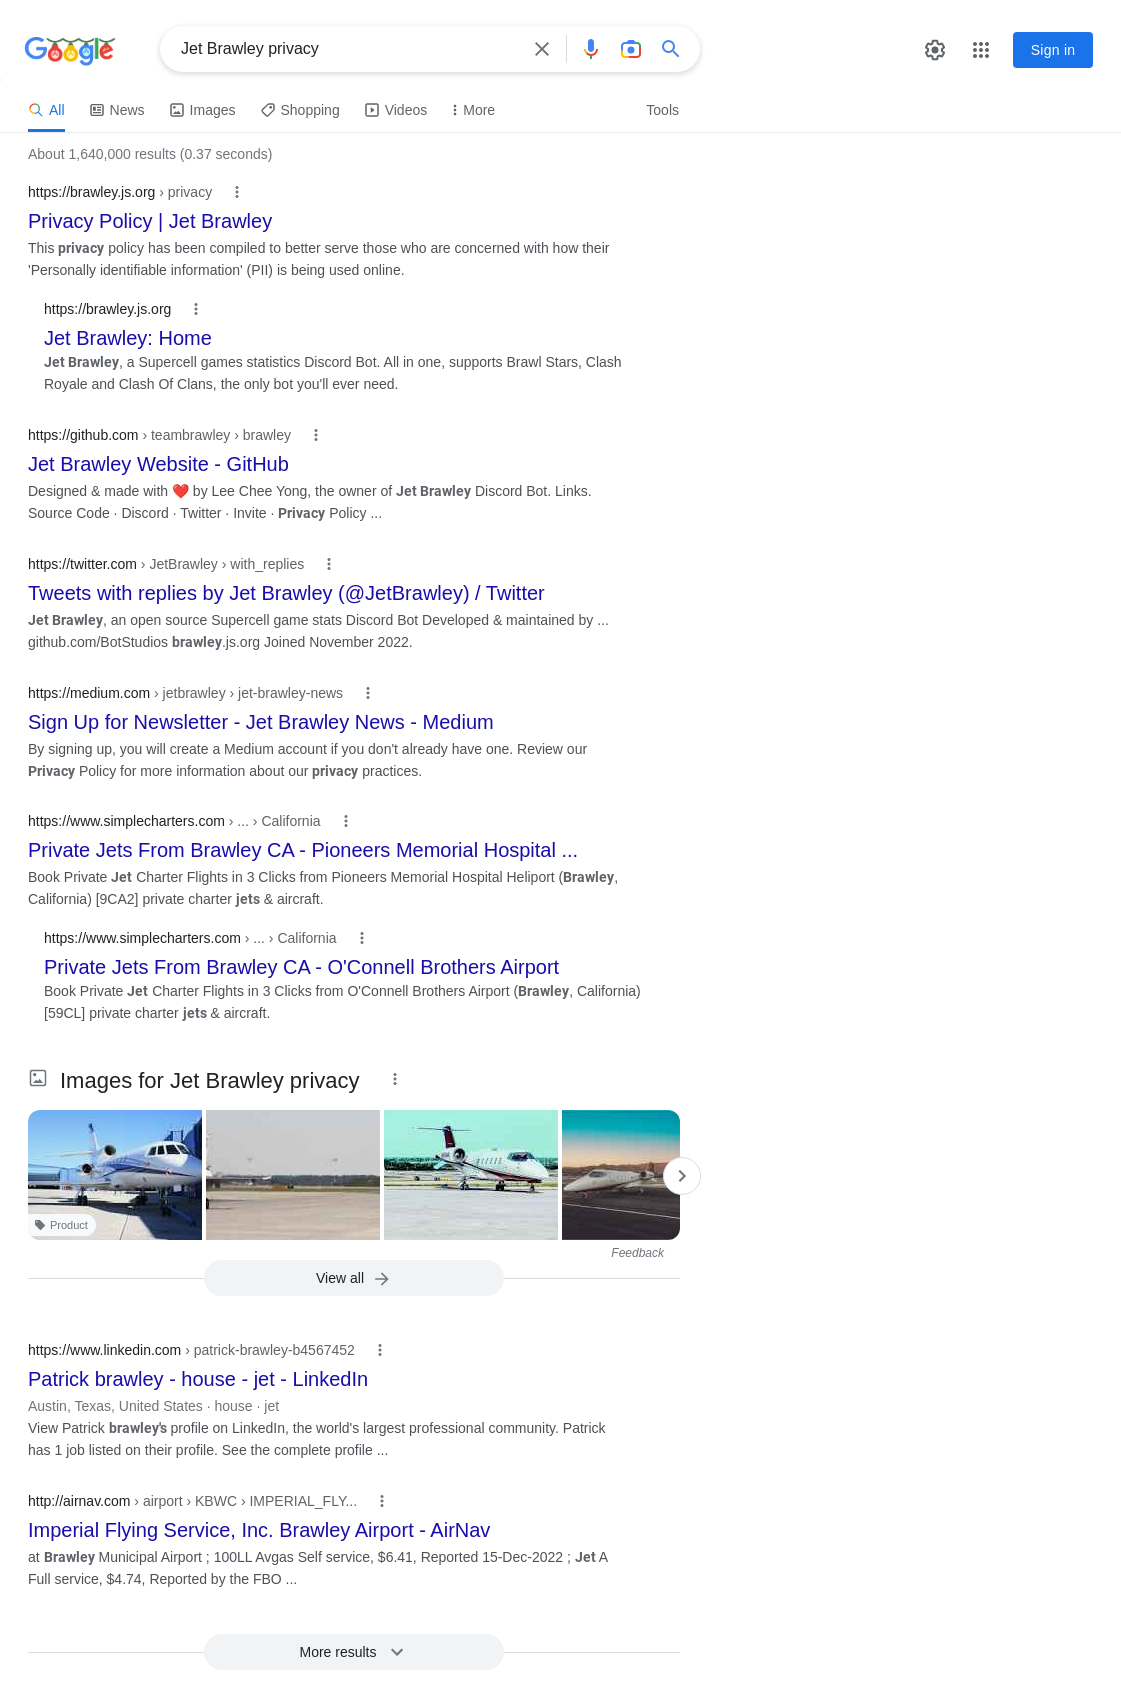 Google
Jet Brawley privacy
Sign in
All
News
Images
Shopping
Videos
More
Tools
About 1,640,000 results (0.37 seconds)
https://brawley.js.org › privacy
Privacy Policy | Jet Brawley
This privacy policy has been compiled to better serve those who are concerned with how their
'Personally identifiable information' (PII) is being used online.
https://brawley.js.org
Jet Brawley: Home
Jet Brawley, a Supercell games statistics Discord Bot. All in one, supports Brawl Stars, Clash
Royale and Clash Of Clans, the only bot you'll ever need.
https://github.com › teambrawley › brawley
Jet Brawley Website - GitHub
Designed & made with ❤️ by Lee Chee Yong, the owner of Jet Brawley Discord Bot. Links.
Source Code · Discord · Twitter · Invite · Privacy Policy ...
https://twitter.com › JetBrawley › with_replies
Tweets with replies by Jet Brawley (@JetBrawley) / Twitter
Jet Brawley, an open source Supercell game stats Discord Bot Developed & maintained by ...
github.com/BotStudios brawley.js.org Joined November 2022.
https://medium.com › jetbrawley › jet-brawley-news
Sign Up for Newsletter - Jet Brawley News - Medium
By signing up, you will create a Medium account if you don't already have one. Review our
Privacy Policy for more information about our privacy practices.
https://www.simplecharters.com › ... › California
Private Jets From Brawley CA - Pioneers Memorial Hospital ...
Book Private Jet Charter Flights in 3 Clicks from Pioneers Memorial Hospital Heliport (Brawley,
California) [9CA2] private charter jets & aircraft.
https://www.simplecharters.com › ... › California
Private Jets From Brawley CA - O'Connell Brothers Airport
Book Private Jet Charter Flights in 3 Clicks from O'Connell Brothers Airport (Brawley, California)
[59CL] private charter jets & aircraft.
Images for Jet Brawley privacy
Product
Feedback
View all
https://www.linkedin.com › patrick-brawley-b4567452
Patrick brawley - house - jet - LinkedIn
Austin, Texas, United States · house · jet
View Patrick brawley's profile on LinkedIn, the world's largest professional community. Patrick
has 1 job listed on their profile. See the complete profile ...
http://airnav.com › airport › KBWC › IMPERIAL_FLY...
Imperial Flying Service, Inc. Brawley Airport - AirNav
at Brawley Municipal Airport ; 100LL Avgas Self service, $6.41, Reported 15-Dec-2022 ; Jet A
Full service, $4.74, Reported by the FBO ...
More results